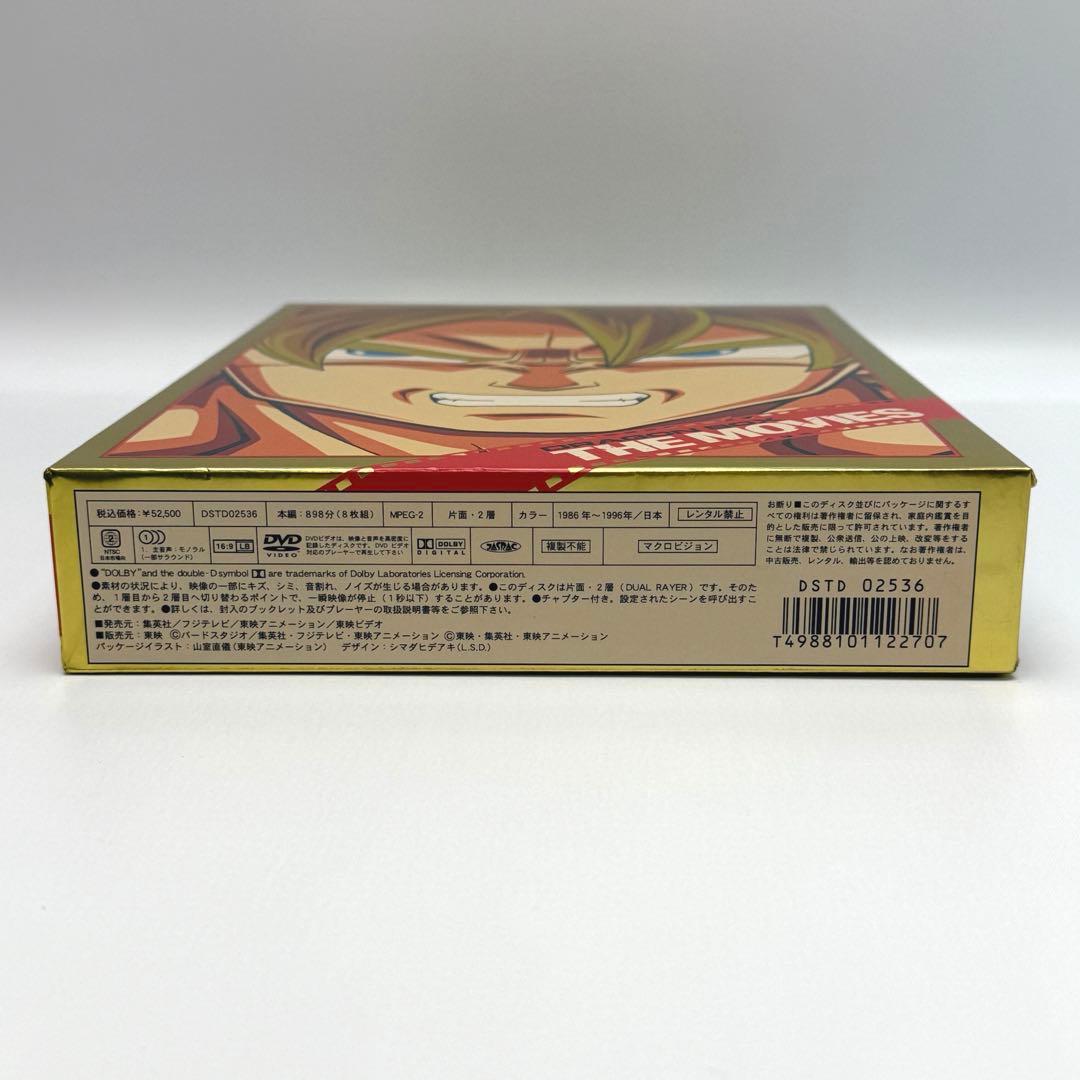 DRAGON BALL
THE MOVIES
税込価格:¥52,500 DSTD02536 本編:898分(8枚組) MPEG-2 片面・2層 カラー 1986年~1996年/日本 レンタル禁止
2 NTSC 日本市場向 1. 主音声:モノラル (一部サラウンド) 16:9 LB DVD VIDEO DVDビデオは、映像と音声を高密度に記録したディスクです。DVD ビデオ対応のプレーヤーで再生して下さい DOLBY DIGITAL JASRAC 複製不能 マクロビジョン
●"DOLBY"and the double-D symbol are trademarks of Dolby Laboratories Licensing Corporation.
●素材の状況により、映像の一部にキズ、シミ、音割れ、ノイズが生じる場合があります。●このディスクは片面・2層(DUAL RAYER)です。そのた
め、1層目から2層目へ切り替わるポイントで、一瞬映像が停止(1秒以下)することがあります。●チャプター付き。設定されたシーンを呼び出すこ
とができます。●詳しくは、封入のブックレット及びプレーヤーの取扱説明書等をご参照下さい。
■発売元:集英社/フジテレビ/東映アニメーション/東映ビデオ
■販売元:東映 Ⓒバードスタジオ/集英社・フジテレビ・東映アニメーション Ⓒ東映・集英社・東映アニメーション
パッケージイラスト:山室直儀(東映アニメーション) デザイン:シマダヒデアキ(L.S.D.)
お断り■このディスク並びにパッケージに関するす
べての権利は著作権者に留保され、家庭内鑑賞を目
的とした販売に限って許可されています。著作権者
に無断で複製、公衆送信、公の上映、改変等をする
ことは法律で禁じられています。なお著作権者は、
中古販売、レンタル、輸出等を認めておりません。
DSTD 02536
T4988101122707